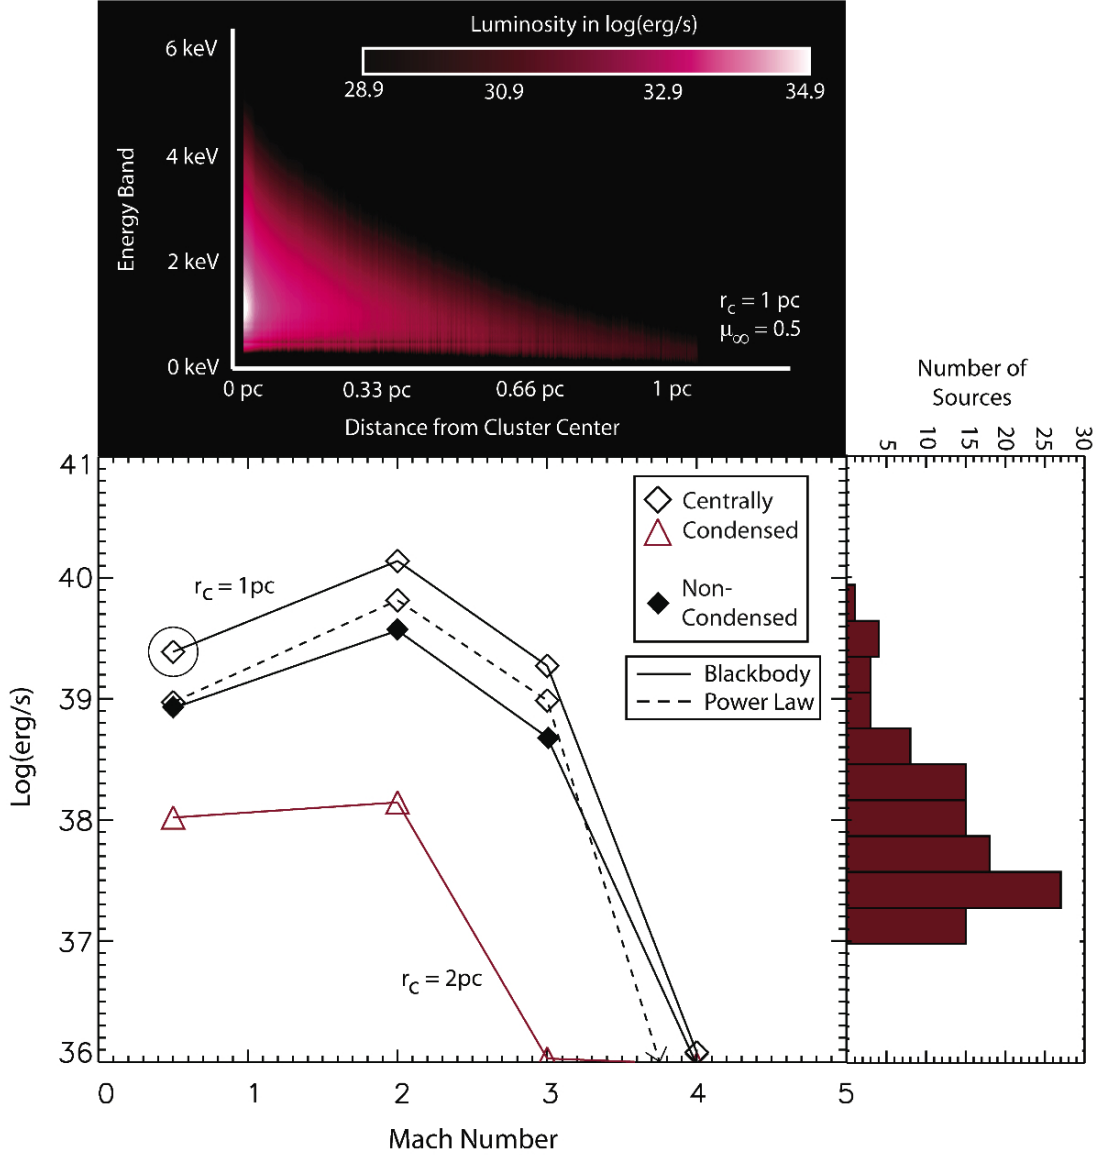 Luminosity in log(erg/s)
28.9 30.9 32.9 34.9
6 keV
4 keV
2 keV
0 keV
Energy Band
r_c = 1 pc
μ_∞ = 0.5
0 pc 0.33 pc 0.66 pc 1 pc
Distance from Cluster Center
Number of
Sources
5 10 15 20 25 30
41
40
39
38
37
36
Log(erg/s)
Centrally
Condensed
Non-
Condensed
Blackbody
Power Law
r_c = 1pc
r_c = 2pc
0 1 2 3 4 5
Mach Number